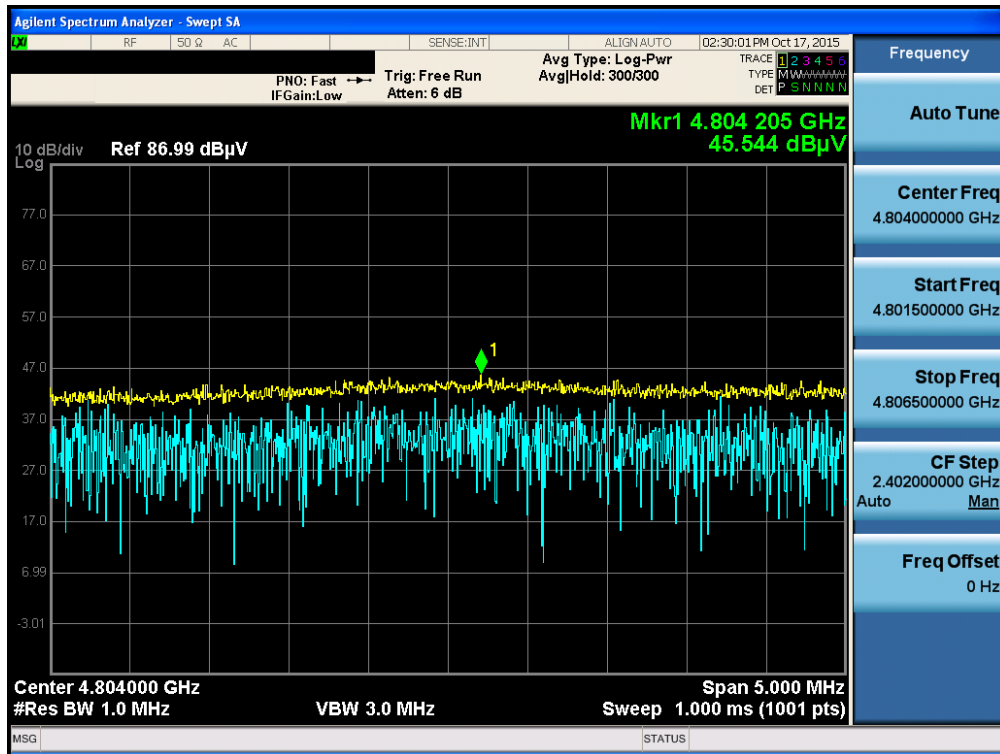 Agilent Spectrum Analyzer - Swept SA
LXI RF 50 Ω AC SENSE:INT ALIGN AUTO 02:30:01 PM Oct 17, 2015
Frequency
PNO: Fast
IFGain:Low
Trig: Free Run
Atten: 6 dB
Avg Type: Log-Pwr
Avg|Hold: 300/300
TRACE 1 2 3 4 5 6
TYPE M
DET P S N N N N
Auto Tune
Mkr1 4.804 205 GHz
45.544 dBµV
10 dB/div Ref 86.99 dBµV
Log
77.0
67.0
57.0
47.0
37.0
27.0
17.0
6.99
-3.01
1
Center Freq
4.804000000 GHz
Start Freq
4.801500000 GHz
Stop Freq
4.806500000 GHz
CF Step
2.402000000 GHz
Auto Man
Freq Offset
0 Hz
Center 4.804000 GHz Span 5.000 MHz
#Res BW 1.0 MHz VBW 3.0 MHz Sweep 1.000 ms (1001 pts)
MSG STATUS